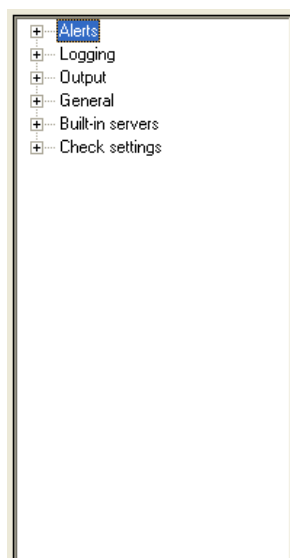 Alerts
Logging
Output
General
Built-in servers
Check settings